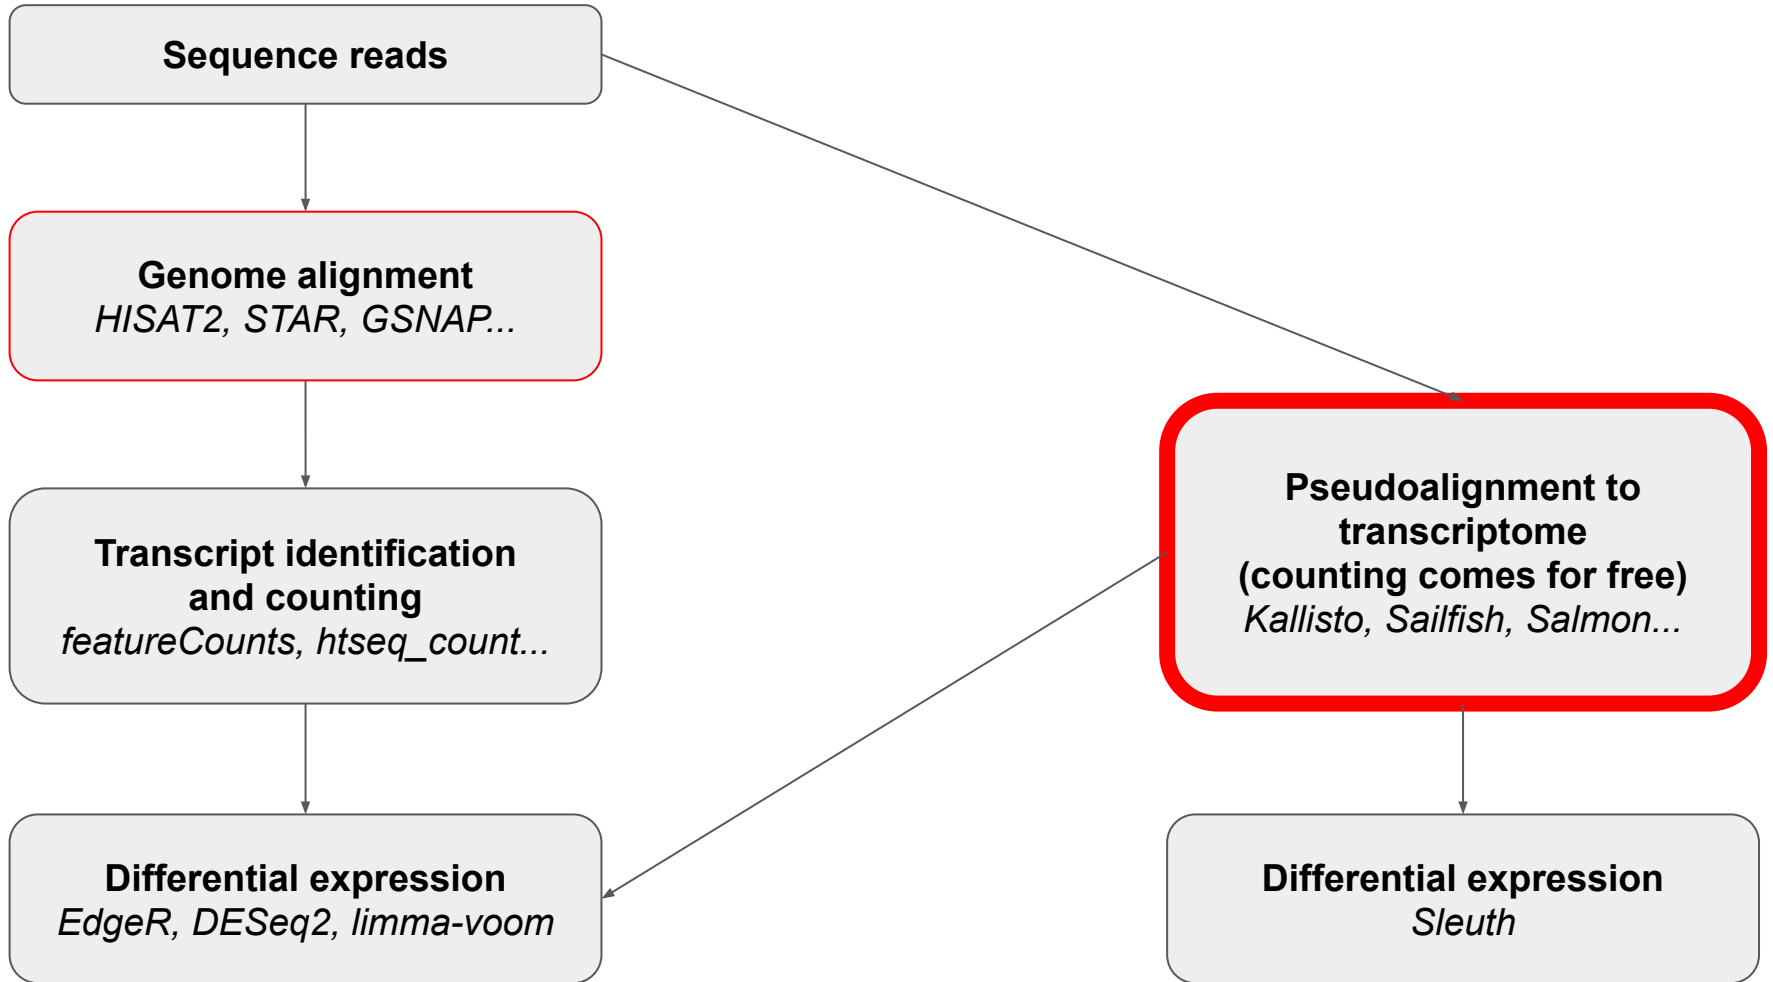 Sequence reads
Genome alignment
HISAT2, STAR, GSNAP...
Transcript identification
and counting
featureCounts, htseq_count...
Differential expression
EdgeR, DESeq2, limma-voom
Pseudoalignment to
transcriptome
(counting comes for free)
Kallisto, Sailfish, Salmon...
Differential expression
Sleuth